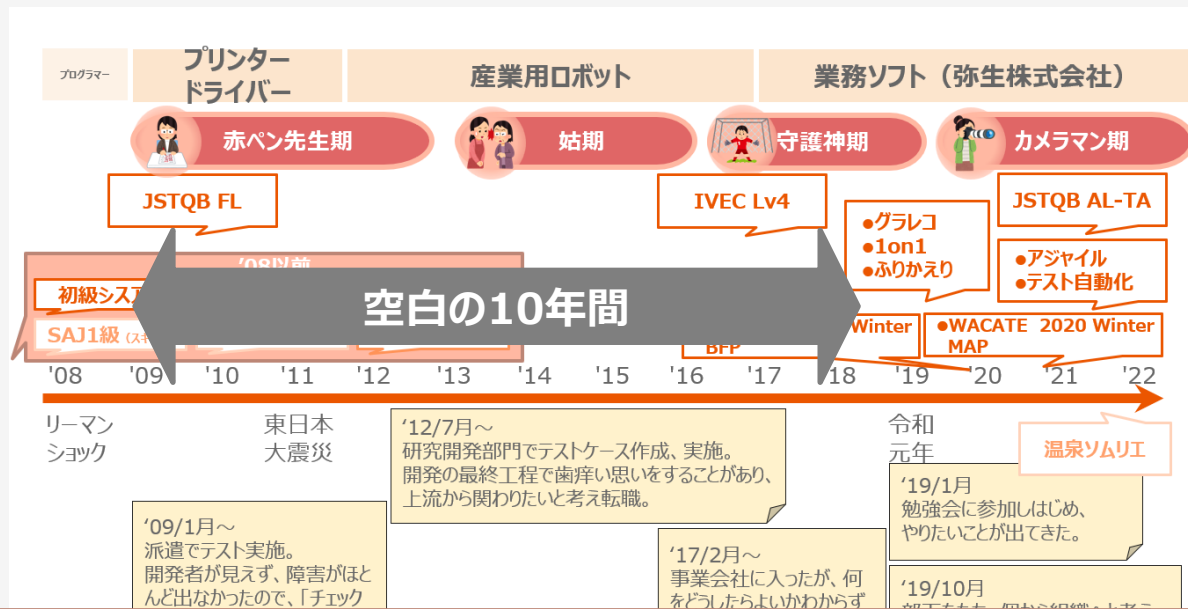 プログラマー
プリンター
ドライバー
産業用ロボット
業務ソフト（弥生株式会社）
赤ペン先生期
姑期
守護神期
カメラマン期
JSTQB FL
IVEC Lv4
●グラレコ
●1on1
●ふりかえり
JSTQB AL-TA
●アジャイル
●テスト自動化
‘08以前
初級シスア
SAJ1級
空白の10年間
BFP
Winter
●WACATE 2020 Winter
MAP
'08 '09 '10 '11 '12 '13 '14 '15 '16 '17 '18 '19 '20 '21 '22
リーマン
ショック
東日本
大震災
令和
元年
温泉ソムリエ
‘12/7月～
研究開発部門でテストケース作成、実施。
開発の最終工程で歯痒い思いをすることがあり、
上流から関わりたいと考え転職。
‘19/1月
勉強会に参加しはじめ、
やりたいことが出てきた。
‘09/1月～
派遣でテスト実施。
開発者が見えず、障害がほと
んど出なかったので、「チェック
‘17/2月～
事業会社に入ったが、何
をどうしたらよいかわからず
‘19/10月